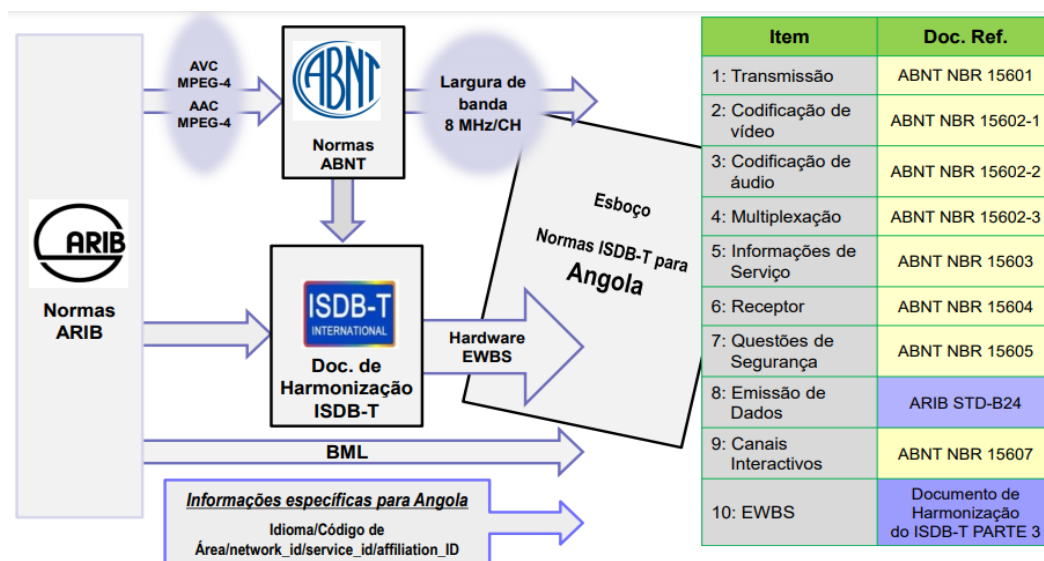 ARIB
Normas
ARIB
AVC
MPEG-4
AAC
MPEG-4
ABNT
Normas
ABNT
Largura de
banda
8 MHz/CH
ISDB-T
INTERNATIONAL
Doc. de
Harmonização
ISDB-T
Hardware
EWBS
Esboço
Normas ISDB-T para
Angola
BML
Informações específicas para Angola
Idioma/Código de
Área/network_id/service_id/affiliation_ID
Item Doc. Ref.
1: Transmissão ABNT NBR 15601
2: Codificação de
vídeo ABNT NBR 15602-1
3: Codificação de
áudio ABNT NBR 15602-2
4: Multiplexação ABNT NBR 15602-3
5: Informações de
Serviço ABNT NBR 15603
6: Receptor ABNT NBR 15604
7: Questões de
Segurança ABNT NBR 15605
8: Emissão de
Dados ARIB STD-B24
9: Canais
Interactivos ABNT NBR 15607
10: EWBS Documento de
Harmonização
do ISDB-T PARTE 3